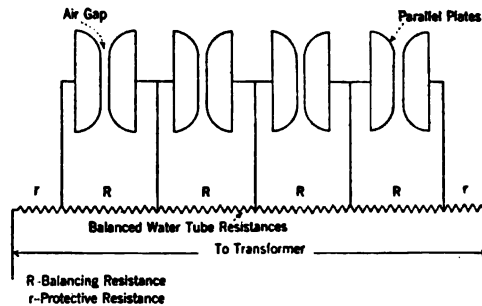 Air Gap
Parallel Plates
r R R R R r
Balanced Water Tube Resistances
To Transformer
R-Balancing Resistance
r-Protective Resistance